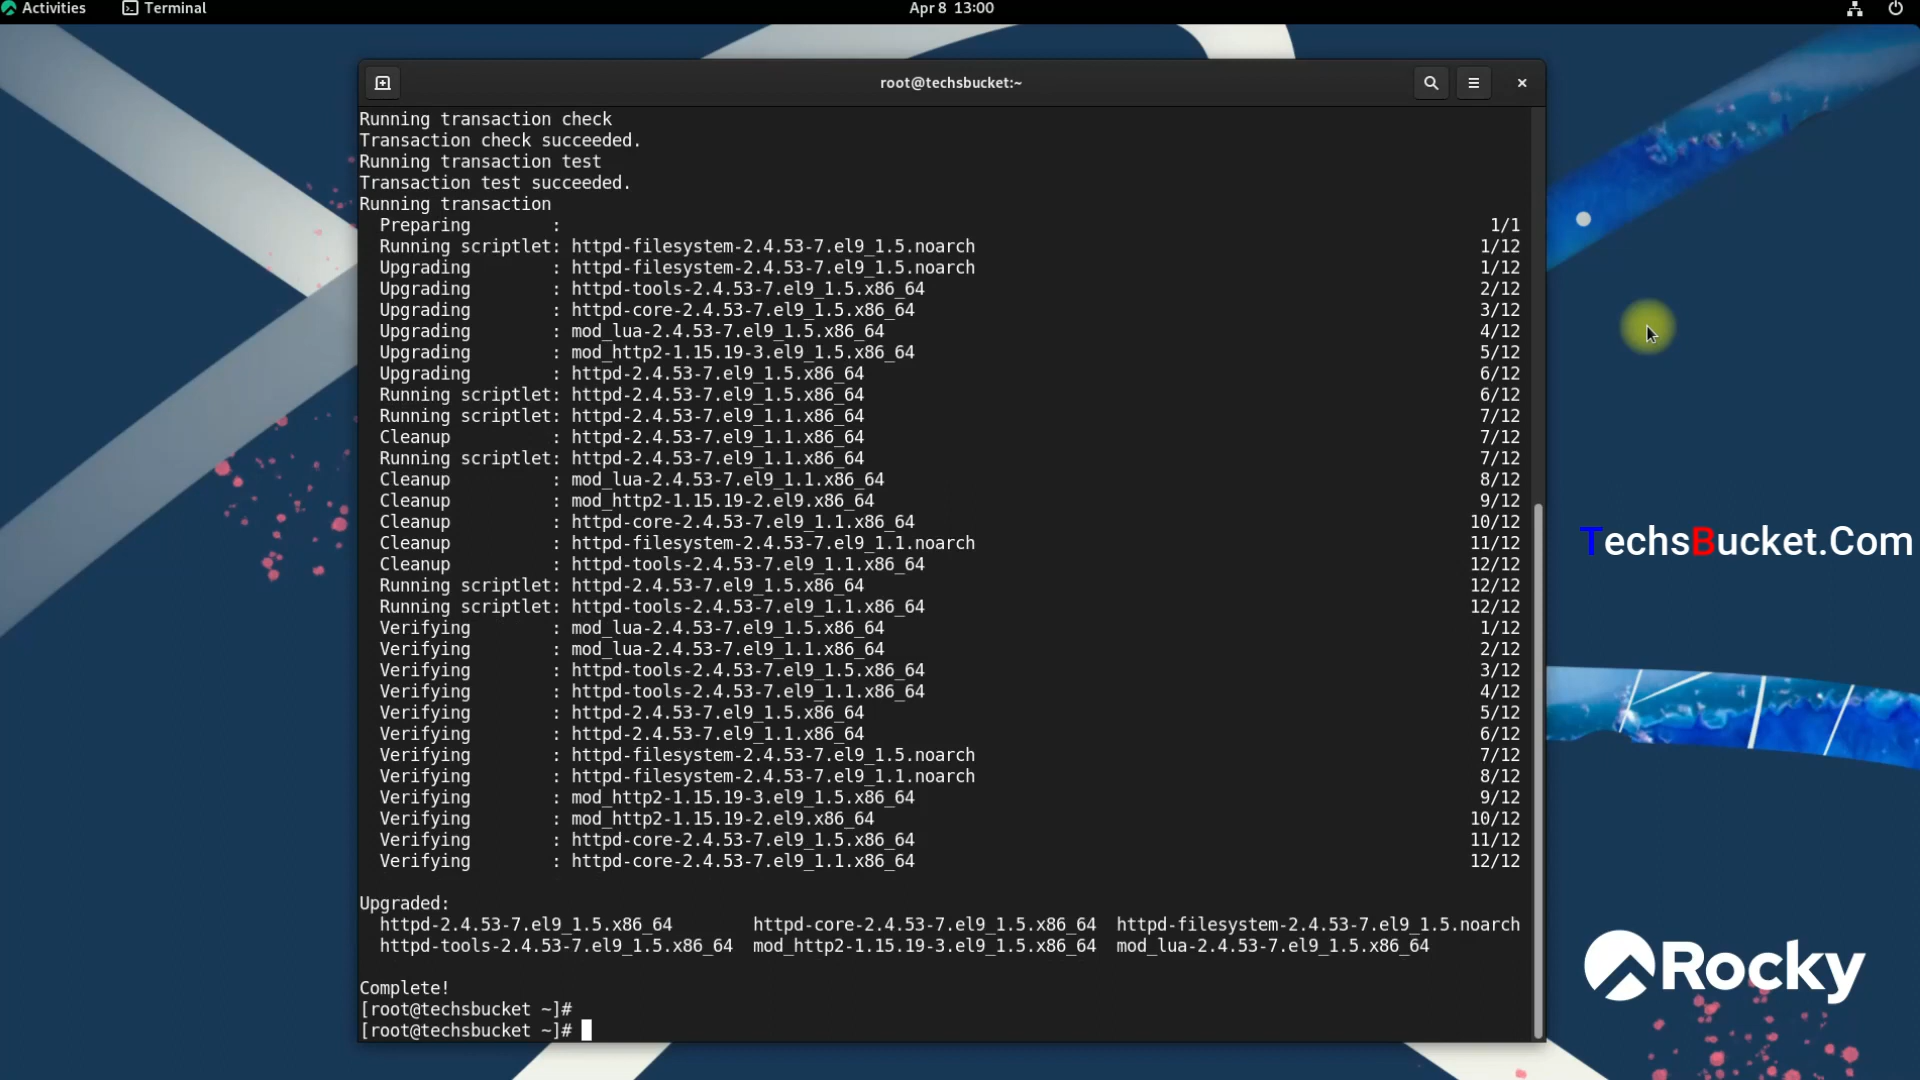 Activities Terminal Apr 8 13:00
root@techsbucket:~
Running transaction check
Transaction check succeeded.
Running transaction test
Transaction test succeeded.
Running transaction
Preparing : 1/1
Running scriptlet: httpd-filesystem-2.4.53-7.el9_1.5.noarch 1/12
Upgrading : httpd-filesystem-2.4.53-7.el9_1.5.noarch 1/12
Upgrading : httpd-tools-2.4.53-7.el9_1.5.x86_64 2/12
Upgrading : httpd-core-2.4.53-7.el9_1.5.x86_64 3/12
Upgrading : mod_lua-2.4.53-7.el9_1.5.x86_64 4/12
Upgrading : mod_http2-1.15.19-3.el9_1.5.x86_64 5/12
Upgrading : httpd-2.4.53-7.el9_1.5.x86_64 6/12
Running scriptlet: httpd-2.4.53-7.el9_1.5.x86_64 6/12
Running scriptlet: httpd-2.4.53-7.el9_1.1.x86_64 7/12
Cleanup : httpd-2.4.53-7.el9_1.1.x86_64 7/12
Running scriptlet: httpd-2.4.53-7.el9_1.1.x86_64 7/12
Cleanup : mod_lua-2.4.53-7.el9_1.1.x86_64 8/12
Cleanup : mod_http2-1.15.19-2.el9.x86_64 9/12
Cleanup : httpd-core-2.4.53-7.el9_1.1.x86_64 10/12
Cleanup : httpd-filesystem-2.4.53-7.el9_1.1.noarch 11/12
Cleanup : httpd-tools-2.4.53-7.el9_1.1.x86_64 12/12
Running scriptlet: httpd-2.4.53-7.el9_1.5.x86_64 12/12
Running scriptlet: httpd-tools-2.4.53-7.el9_1.1.x86_64 12/12
Verifying : mod_lua-2.4.53-7.el9_1.5.x86_64 1/12
Verifying : mod_lua-2.4.53-7.el9_1.1.x86_64 2/12
Verifying : httpd-tools-2.4.53-7.el9_1.5.x86_64 3/12
Verifying : httpd-tools-2.4.53-7.el9_1.1.x86_64 4/12
Verifying : httpd-2.4.53-7.el9_1.5.x86_64 5/12
Verifying : httpd-2.4.53-7.el9_1.1.x86_64 6/12
Verifying : httpd-filesystem-2.4.53-7.el9_1.5.noarch 7/12
Verifying : httpd-filesystem-2.4.53-7.el9_1.1.noarch 8/12
Verifying : mod_http2-1.15.19-3.el9_1.5.x86_64 9/12
Verifying : mod_http2-1.15.19-2.el9.x86_64 10/12
Verifying : httpd-core-2.4.53-7.el9_1.5.x86_64 11/12
Verifying : httpd-core-2.4.53-7.el9_1.1.x86_64 12/12
Upgraded:
httpd-2.4.53-7.el9_1.5.x86_64 httpd-core-2.4.53-7.el9_1.5.x86_64 httpd-filesystem-2.4.53-7.el9_1.5.noarch
httpd-tools-2.4.53-7.el9_1.5.x86_64 mod_http2-1.15.19-3.el9_1.5.x86_64 mod_lua-2.4.53-7.el9_1.5.x86_64
Complete!
[root@techsbucket ~]#
[root@techsbucket ~]#
TechsBucket.Com
Rocky